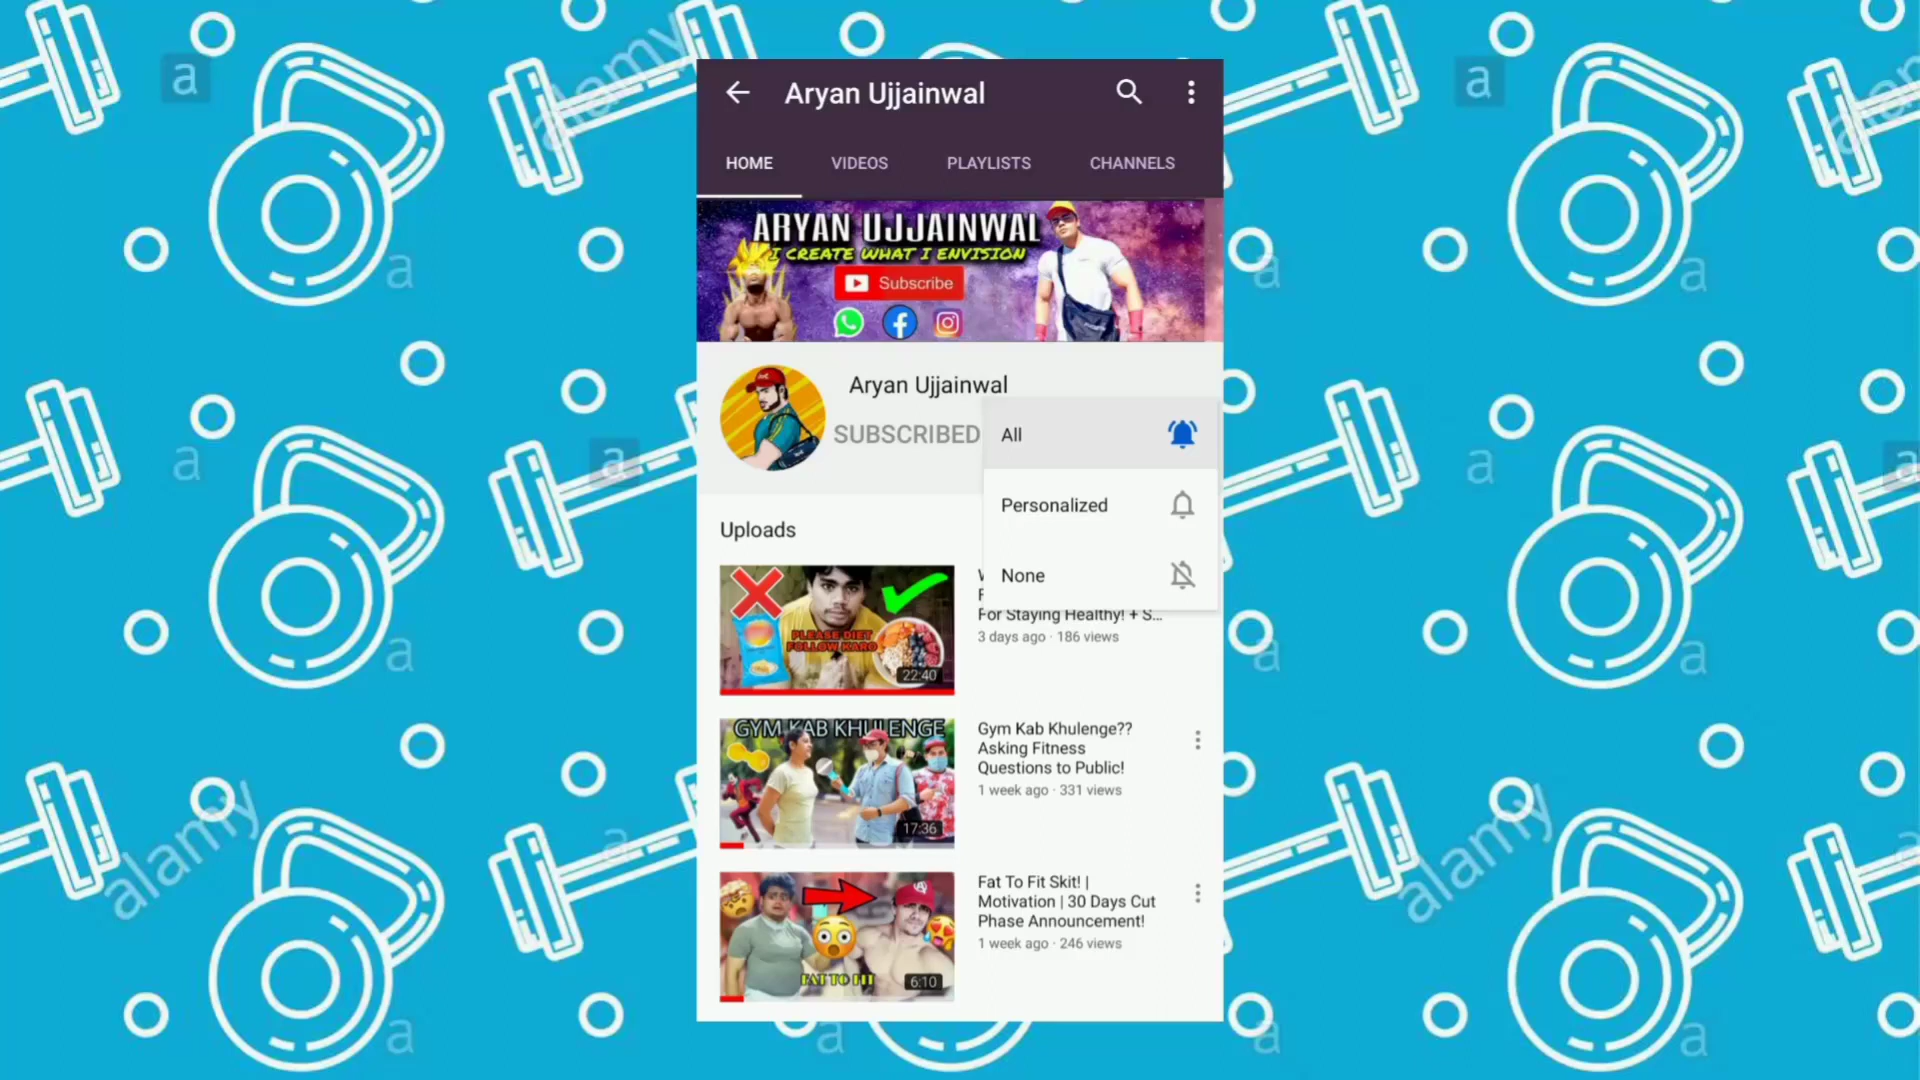 Aryan Ujjainwal
HOME VIDEOS PLAYLISTS CHANNELS
ARYAN UJJAINWAL
I CREATE WHAT I ENVISION
Subscribe
Aryan Ujjainwal
SUBSCRIBED
All
Personalized
None
Uploads
For Staying Healthy! + S...
3 days ago · 186 views
PLEASE DIET
FOLLOW KARO
22:40
GYM KAB KHULENGE
17:36
Gym Kab Khulenge??
Asking Fitness
Questions to Public!
1 week ago · 331 views
FAT TO FIT
6:10
Fat To Fit Skit! |
Motivation | 30 Days Cut
Phase Announcement!
1 week ago · 246 views
alamy
a
a
alamy
alamy
alamy